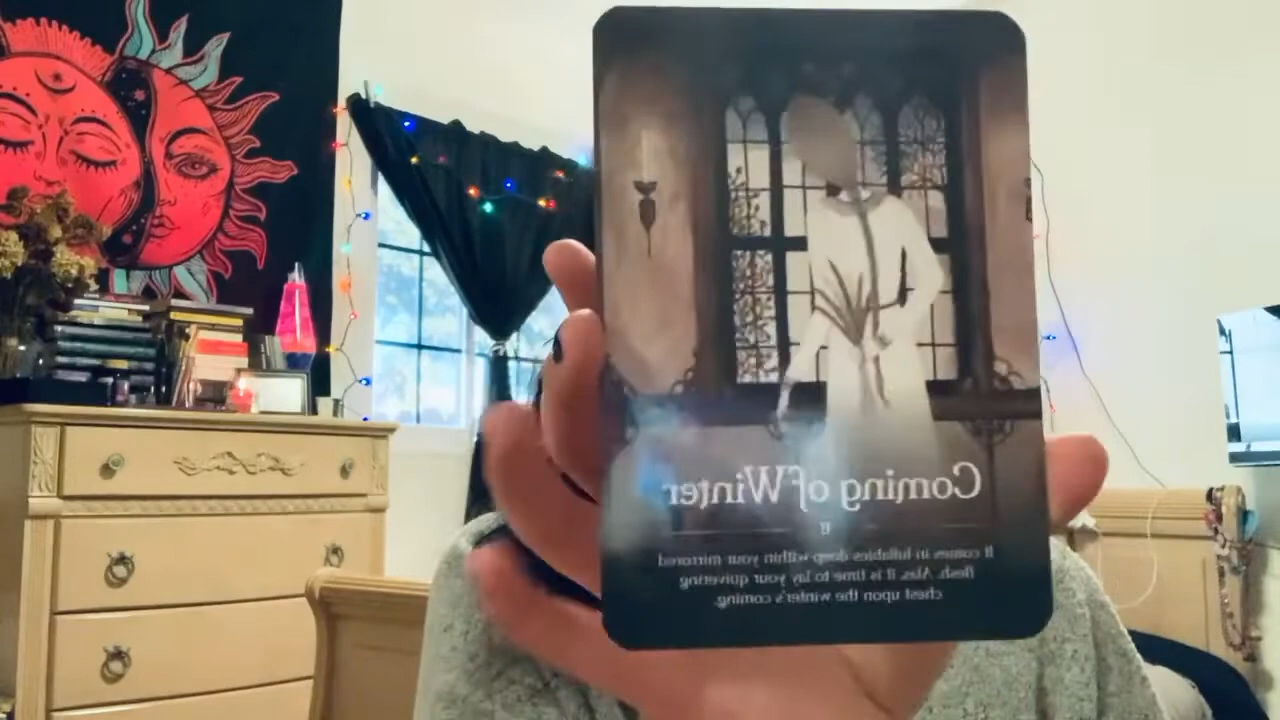 Coming of Winter
It comes in lullabies deep within your mirrored
flesh. Alas, it is time to lay your quivering
chest upon the winter's coming.